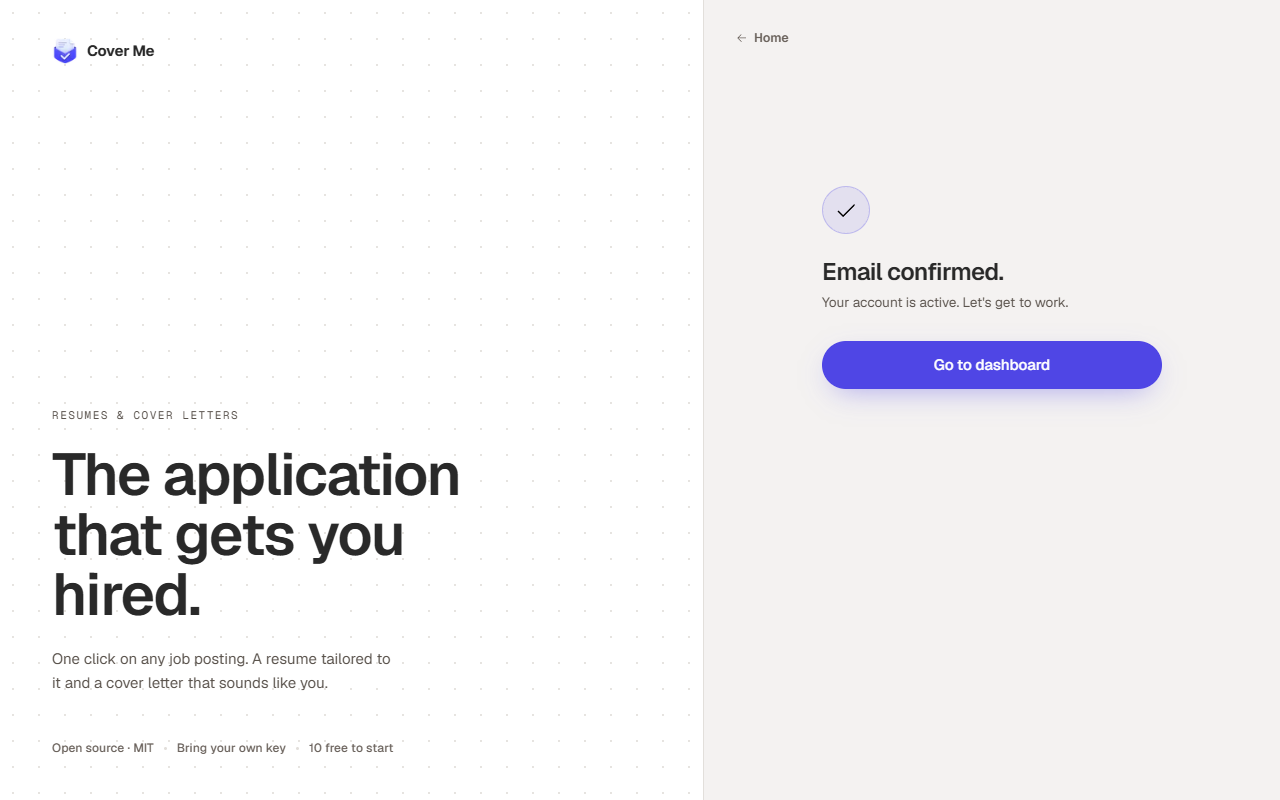 Cover Me
RESUMES & COVER LETTERS
The application
that gets you
hired.
One click on any job posting. A resume tailored to
it and a cover letter that sounds like you.
Open source · MIT · Bring your own key · 10 free to start
← Home
Email confirmed.
Your account is active. Let's get to work.
Go to dashboard